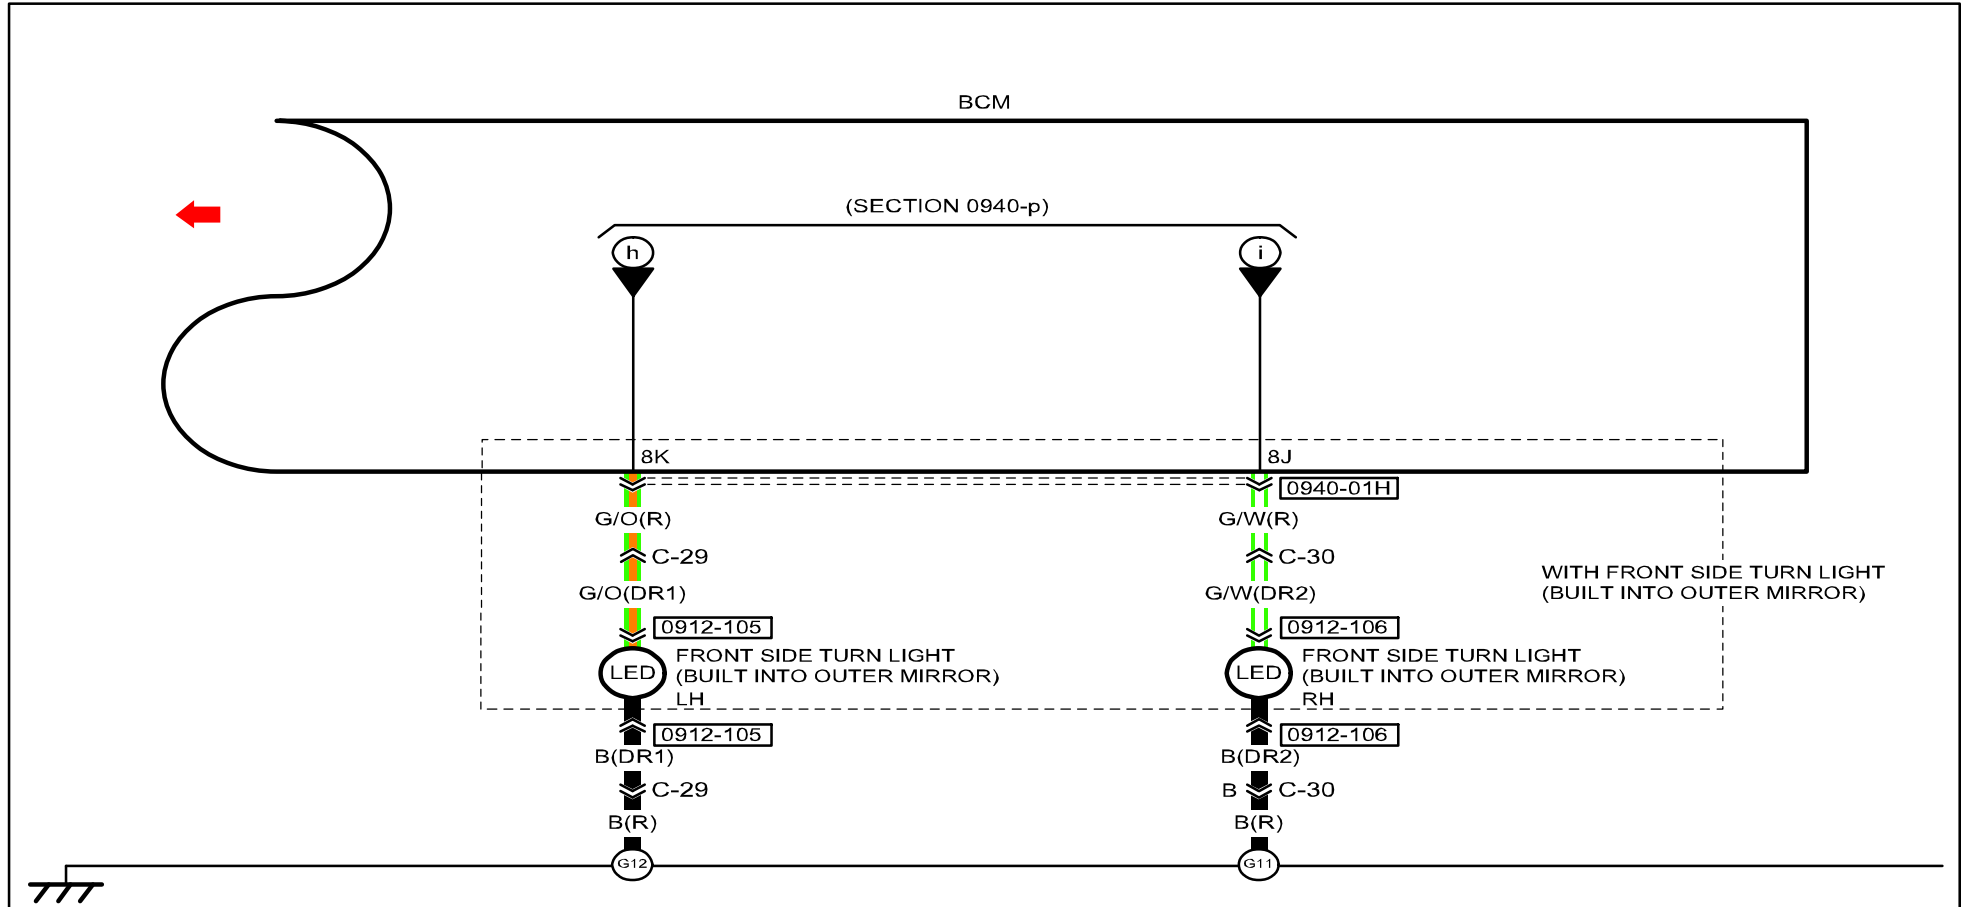 BCM
(SECTION 0940-p)
h
i
8K
8J
0940-01H
G/O(R)
G/W(R)
C-29
C-30
WITH FRONT SIDE TURN LIGHT
(BUILT INTO OUTER MIRROR)
G/O(DR1)
G/W(DR2)
0912-105
0912-106
LED
FRONT SIDE TURN LIGHT
(BUILT INTO OUTER MIRROR)
LH
LED
FRONT SIDE TURN LIGHT
(BUILT INTO OUTER MIRROR)
RH
0912-105
0912-106
B(DR1)
B(DR2)
C-29
B
C-30
B(R)
B(R)
G12
G11